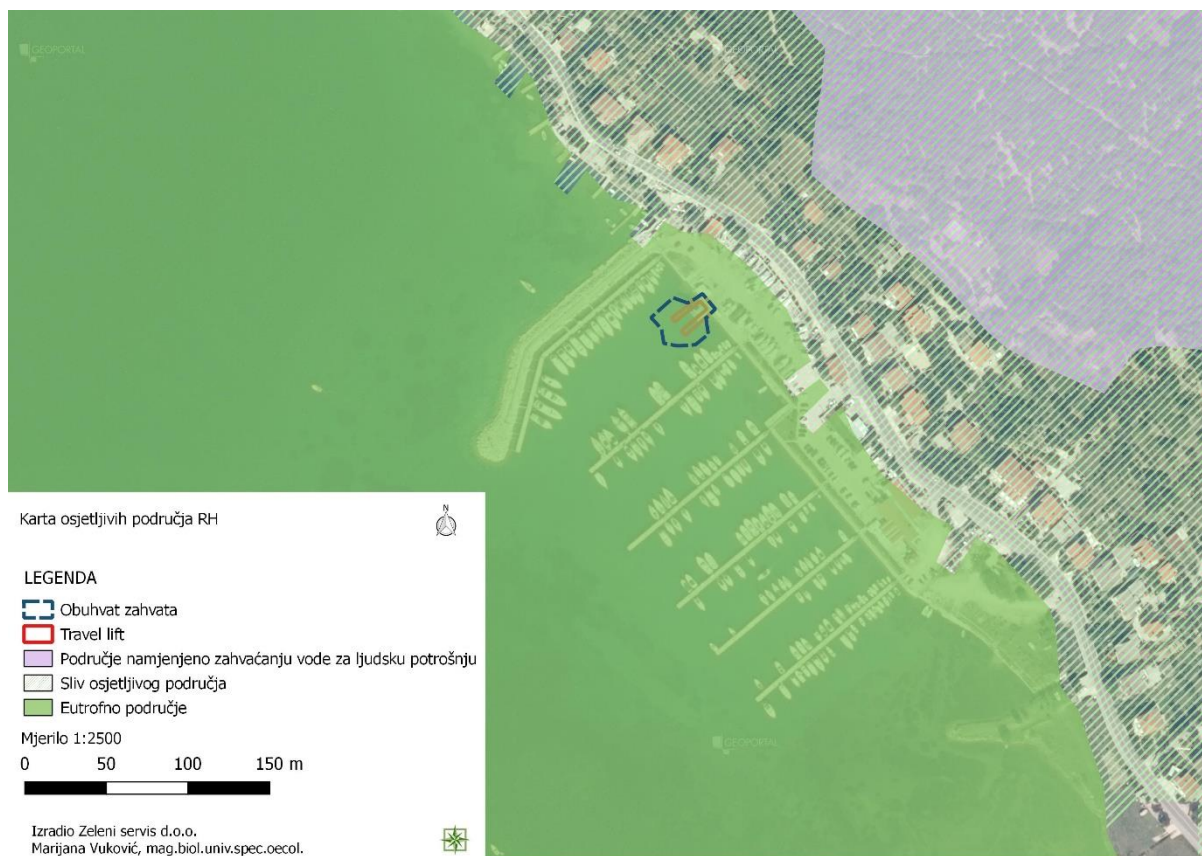 GEOPORTAL
GEOPORTAL
GEOPORTAL
Karta osjetljivih područja RH
N
LEGENDA
Obuhvat zahvata
Travel lift
Područje namjenjeno zahvaćanju vode za ljudsku potrošnju
Sliv osjetljivog područja
Eutrofno područje
Mjerilo 1:2500
0 50 100 150 m
Izradio Zeleni servis d.o.o.
Marijana Vuković, mag.biol.univ.spec.oecol.